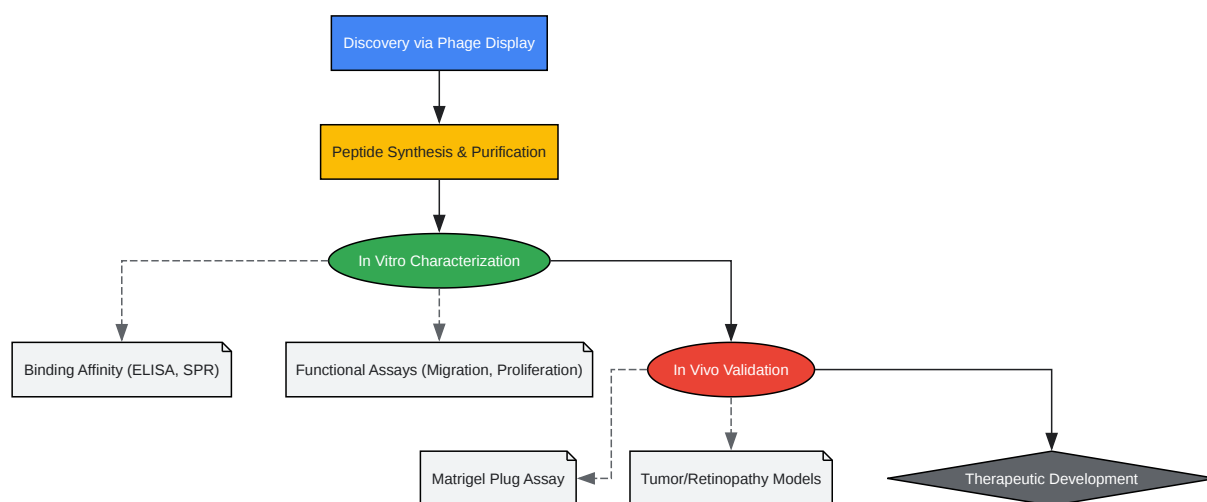 Discovery via Phage Display
Peptide Synthesis & Purification
In Vitro Characterization
Binding Affinity (ELISA, SPR)
Functional Assays (Migration, Proliferation)
In Vivo Validation
Matrigel Plug Assay
Tumor/Retinopathy Models
Therapeutic Development